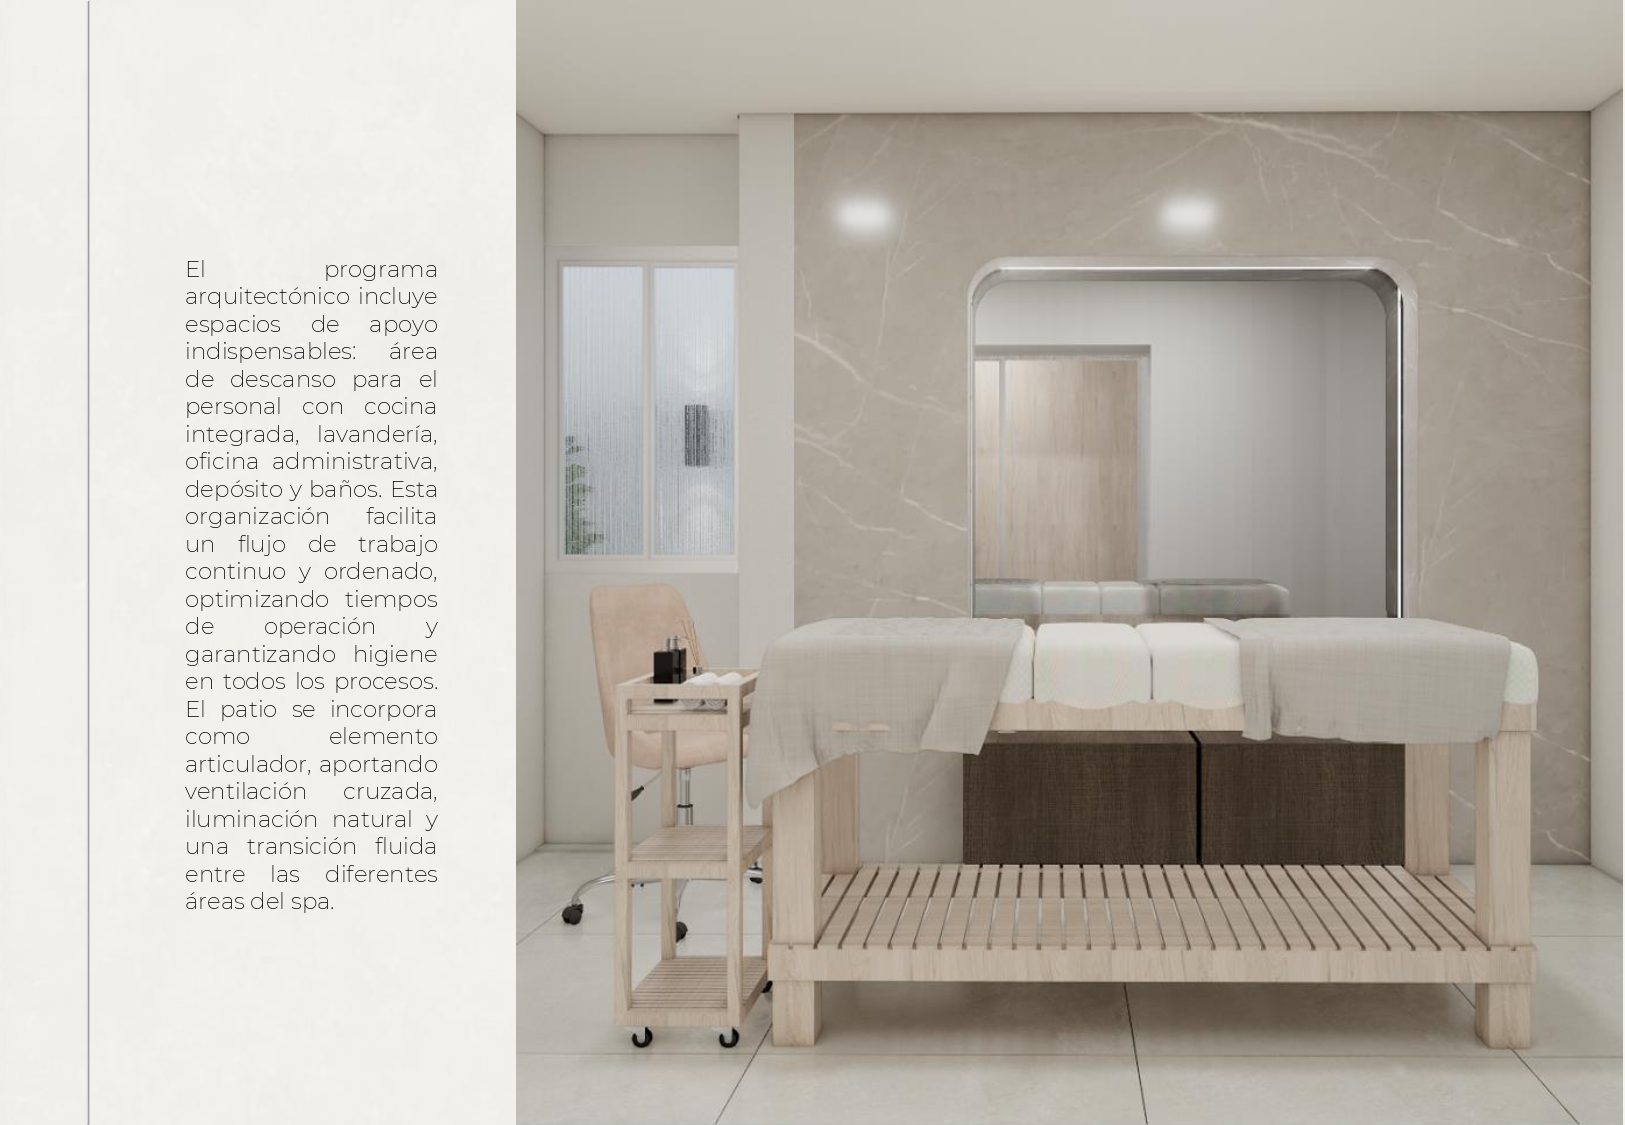 El programa
arquitectónico incluye
espacios de apoyo
indispensables: área
de descanso para el
personal con cocina
integrada, lavandería,
oficina administrativa,
depósito y baños. Esta
organización facilita
un flujo de trabajo
continuo y ordenado,
optimizando tiempos
de operación y
garantizando higiene
en todos los procesos.
El patio se incorpora
como elemento
articulador, aportando
ventilación cruzada,
iluminación natural y
una transición fluida
entre las diferentes
áreas del spa.